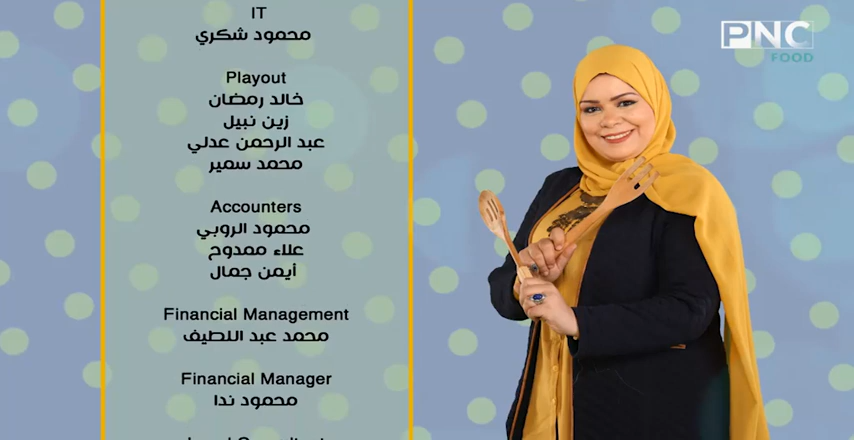 IT
محمود شكري
Playout
خالد رمضان
زين نبيل
عبد الرحمن عدلي
محمد سمير
Accounters
محمود الروبي
علاء ممدوح
أيمن جمال
Financial Management
محمد عبد اللطيف
Financial Manager
محمود ندا
PNC
FOOD